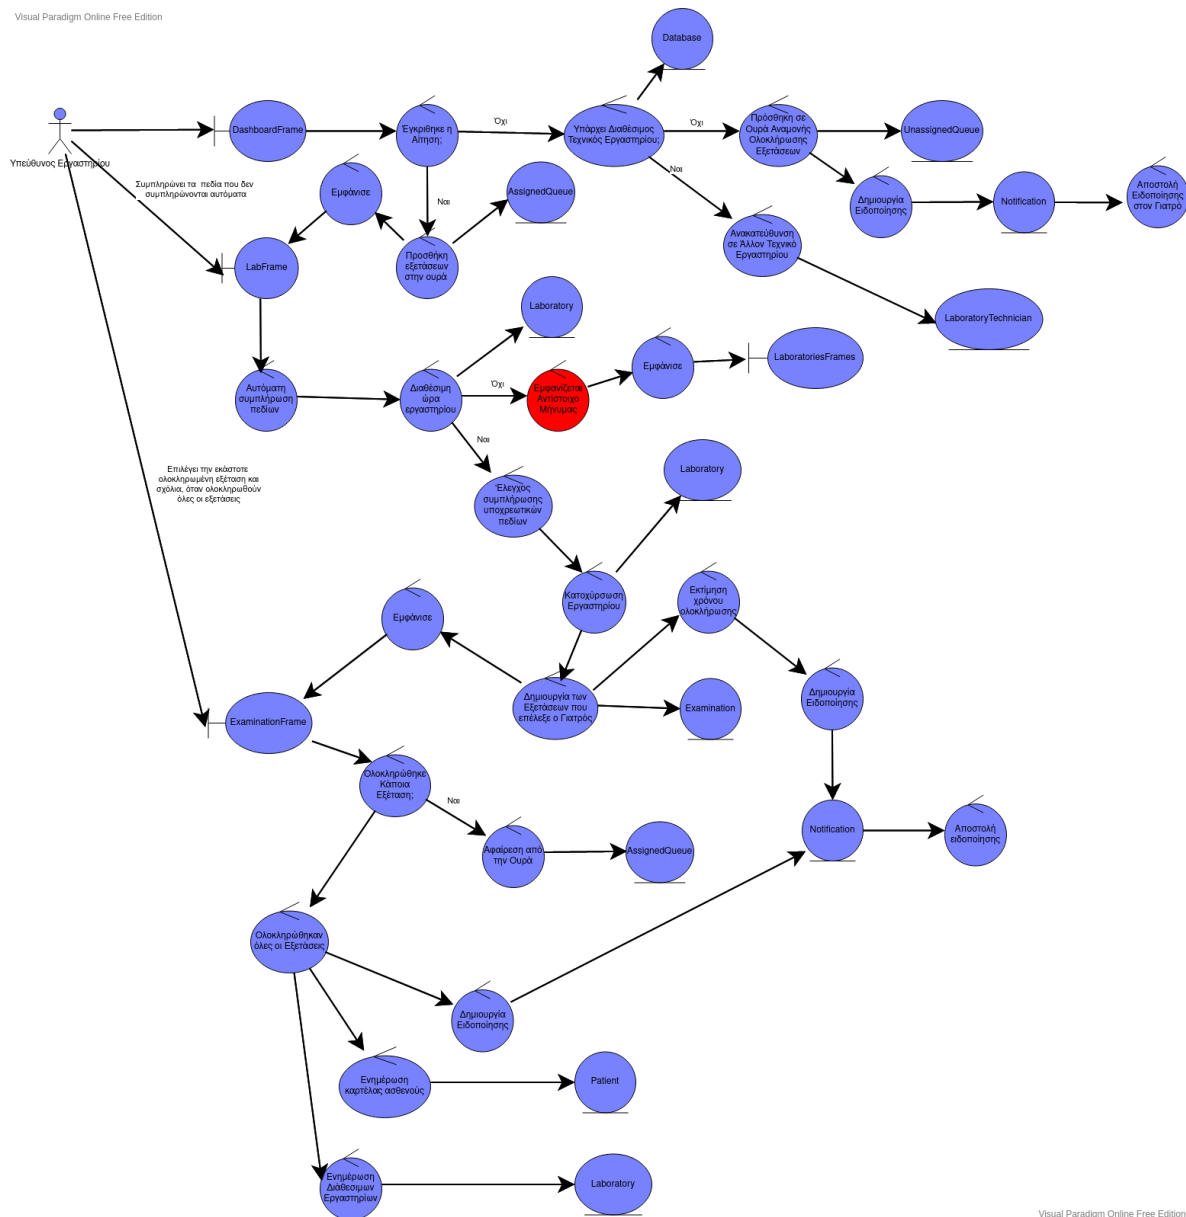 Visual Paradigm Online Free Edition
Database
DashboardFrame
Έγκριθηκε η
Αίτηση;
Όχι
Υπάρχει Διαθέσιμος
Τεχνικός Εργαστηρίου;
Όχι
Πρόσθηκη σε
Ουρά Αναμονής
Ολοκλήρωσης
Εξετάσεων
UnassignedQueue
Υπεύθυνος Εργαστηρίου
Ναι
Συμπληρώνει τα πεδία που δεν
συμπληρώνονται αυτόματα
Εμφάνισε
AssignedQueue
Ναι
Δημιουργία
Ειδοποίησης
Notification
Αποστολή
Ειδοποίησης
στον Γιατρό
Ανακατεύθυνση
σε Άλλον Τεχνικό
Εργαστηρίου
LabFrame
Προσθήκη
εξετάσεων
στην ουρά
Laboratory
LaboratoryTechnician
Εμφάνισε
LaboratoriesFrames
Αυτόματη
συμπλήρωση
πεδίων
Διαθέσιμη
ώρα
εργαστηρίου
Όχι
Εμφανίζεται
Αντίστοιχο
Μήνυμας
Ναι
Επιλέγει την εκάστοτε
ολοκληρωμένη εξέταση και
σχόλια, όταν ολοκληρωθούν
όλες οι εξετάσεις
Laboratory
Έλεγχος
συμπλήρωσης
υποχρεωτικών
πεδίων
Κατοχύρσωση
Εργαστηρίου
Εκτίμηση
χρόνου
ολοκλήρωσης
Εμφάνισε
Δημιουργία των
Εξετάσεων που
επέλεξε ο Γιατρός
Examination
Δημιουργία
Ειδοποίησης
ExaminationFrame
Ολοκληρώθηκε
Κάποια
Εξέταση;
Ναι
Αφαίρεση από
την Ουρά
AssignedQueue
Notification
Αποστολή
ειδοποίησης
Ολοκληρώθηκαν
όλες οι Εξετάσεις
Δημιουργία
Ειδοποίησης
Ενημέρωση
καρτέλας ασθενούς
Patient
Ενημέρωση
Διάθεσιμων
Εργαστηρίων
Laboratory
Visual Paradigm Online Free Edition